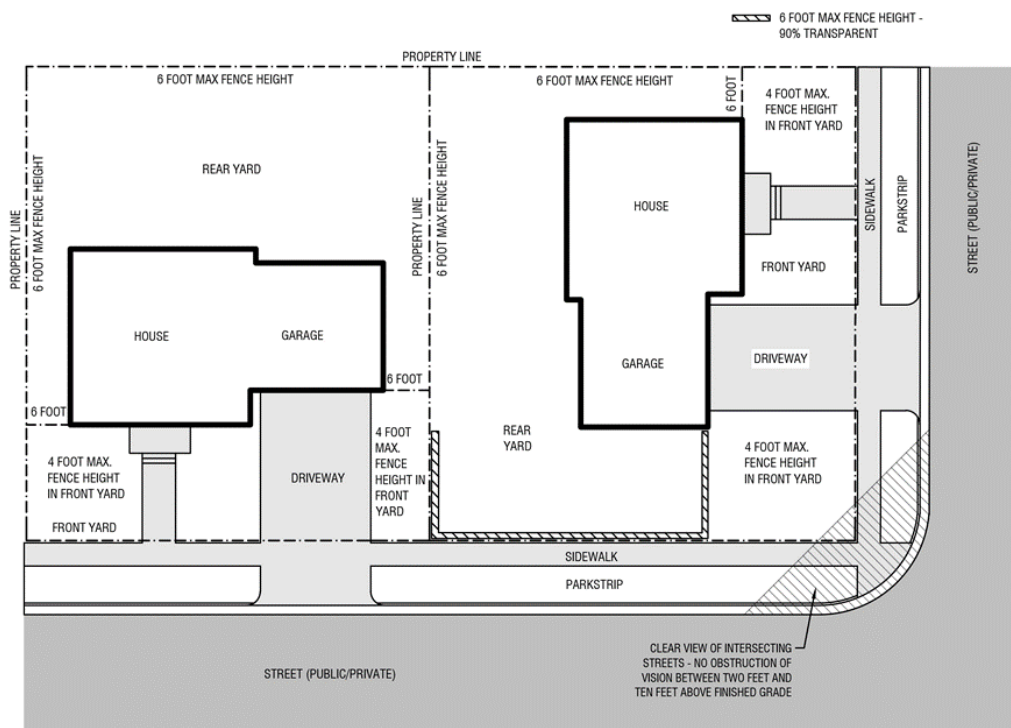 6 FOOT MAX FENCE HEIGHT -
90% TRANSPARENT
PROPERTY LINE
6 FOOT MAX FENCE HEIGHT
6 FOOT MAX FENCE HEIGHT
6 FOOT
4 FOOT MAX.
FENCE HEIGHT
IN FRONT YARD
REAR YARD
PROPERTY LINE
6 FOOT MAX FENCE HEIGHT
PROPERTY LINE
6 FOOT MAX FENCE HEIGHT
HOUSE
SIDEWALK
PARKSTRIP
STREET (PUBLIC/PRIVATE)
FRONT YARD
HOUSE
GARAGE
GARAGE
DRIVEWAY
6 FOOT
6 FOOT
4 FOOT MAX.
FENCE HEIGHT
IN FRONT YARD
FRONT YARD
DRIVEWAY
4 FOOT
MAX.
FENCE
HEIGHT IN
FRONT
YARD
REAR
YARD
4 FOOT MAX.
FENCE HEIGHT
IN FRONT YARD
SIDEWALK
PARKSTRIP
CLEAR VIEW OF INTERSECTING
STREETS - NO OBSTRUCTION OF
VISION BETWEEN TWO FEET AND
TEN FEET ABOVE FINISHED GRADE
STREET (PUBLIC/PRIVATE)